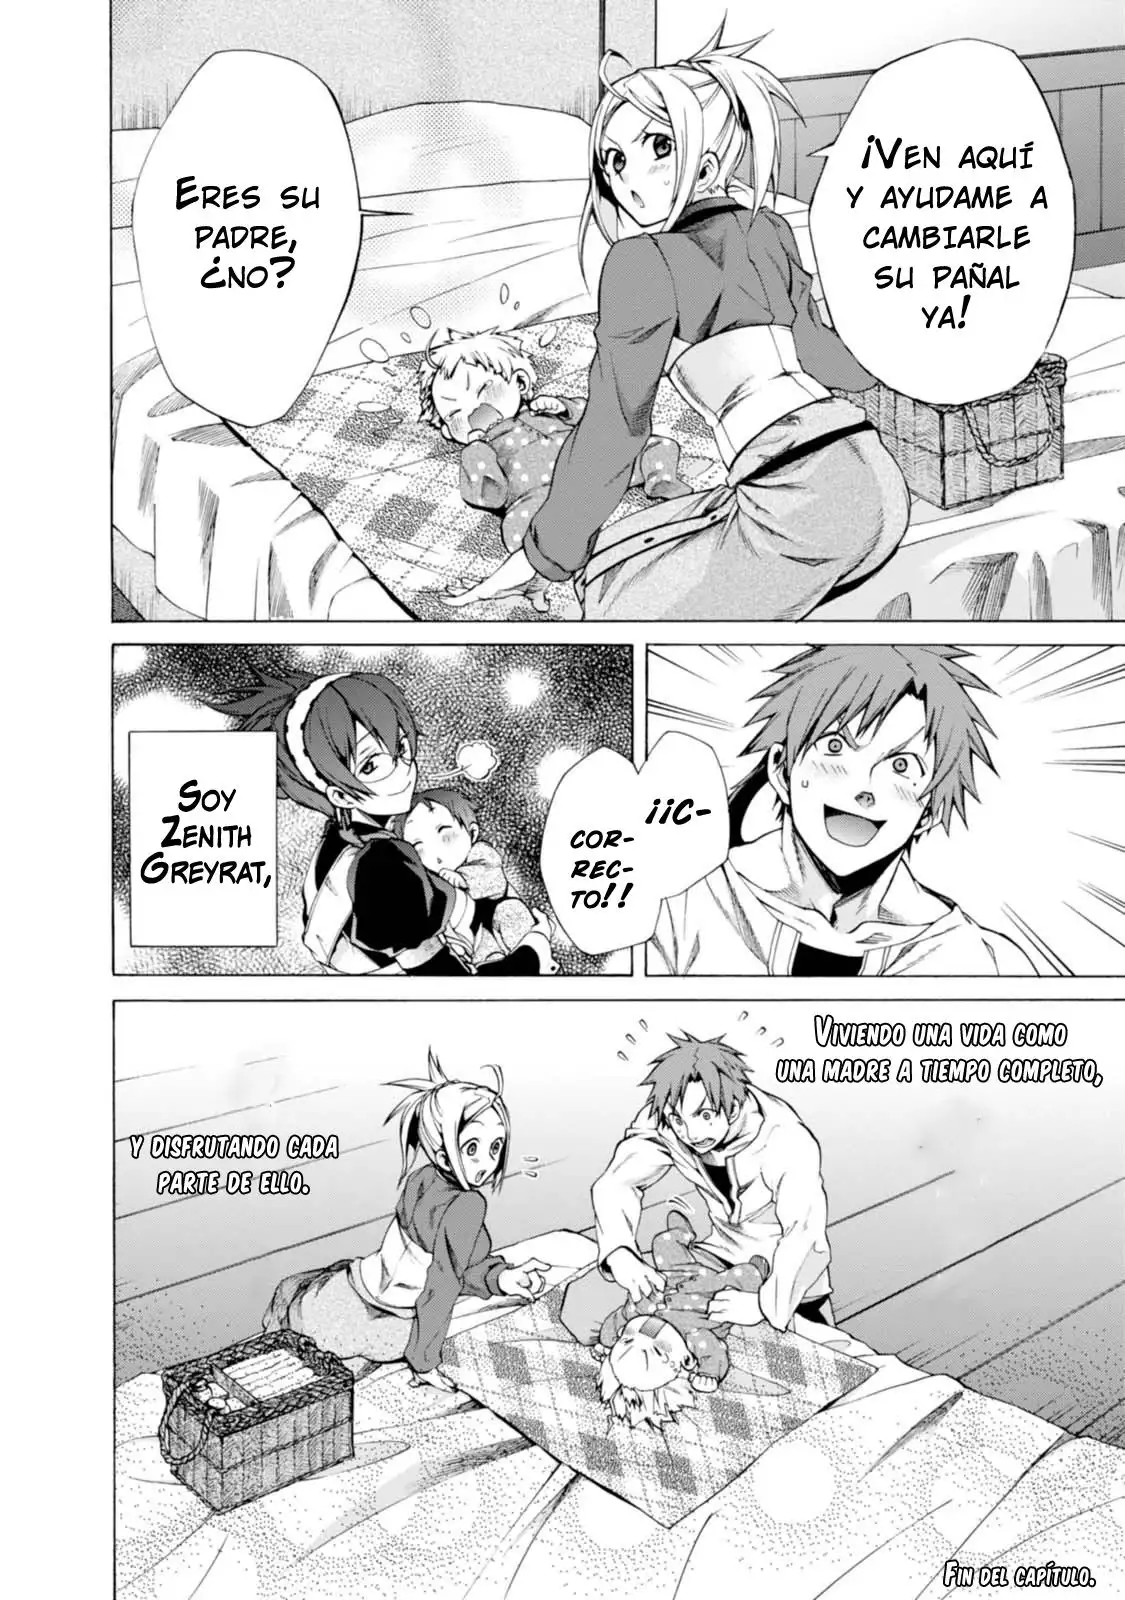 ¡VEN AQUÍ
Y AYUDAME A
CAMBIARLE
SU PAÑAL
YA!
ERES SU
PADRE,
¿NO?
¡¡C-
COR-
REC-
TO!!
SOY
ZENITH
GREYRAT,
VIVIENDO UNA VIDA COMO
UNA MADRE A TIEMPO COMPLETO,
Y DISFRUTANDO CADA
PARTE DE ELLO.
FIN DEL CAPÍTULO.